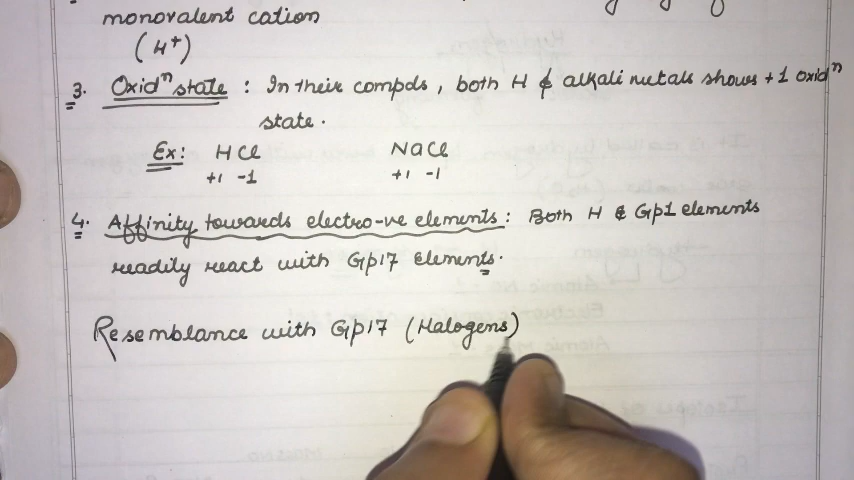 monovalent cation
(H⁺)
3. Oxidⁿ state : In their compds, both H & alkali metals shows +1 oxidⁿ
state.
Ex: HCl NaCl
+1 -1 +1 -1
4. Affinity towards electro-ve elements : Both H & Gp1 elements
readily react with Gp17 Elements.
Resemblance with Gp17 (Halogens)